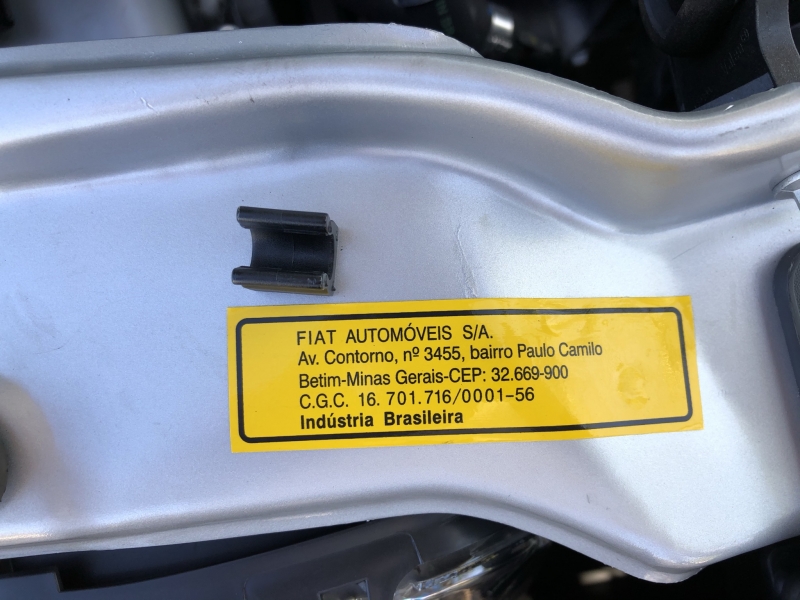 FIAT AUTOMÓVEIS S/A.
Av. Contorno, nº 3455, bairro Paulo Camilo
Betim-Minas Gerais-CEP: 32.669-900
C.G.C. 16. 701.716/0001-56
Indústria Brasileira